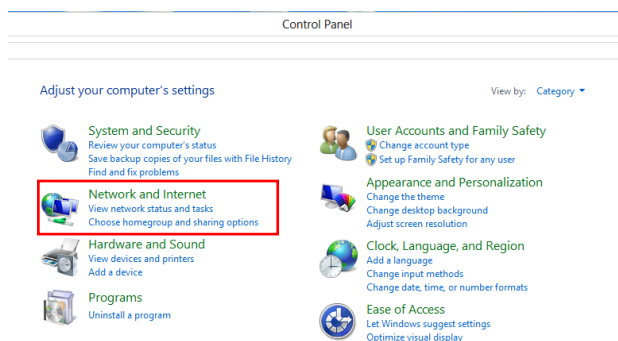 Control Panel
Adjust your computer's settings
View by: Category
System and Security
Review your computer's status
Save backup copies of your files with File History
Find and fix problems
Network and Internet
View network status and tasks
Choose homegroup and sharing options
Hardware and Sound
View devices and printers
Add a device
Programs
Uninstall a program
User Accounts and Family Safety
Change account type
Set up Family Safety for any user
Appearance and Personalization
Change the theme
Change desktop background
Adjust screen resolution
Clock, Language, and Region
Add a language
Change input methods
Change date, time, or number formats
Ease of Access
Let Windows suggest settings
Optimize visual display